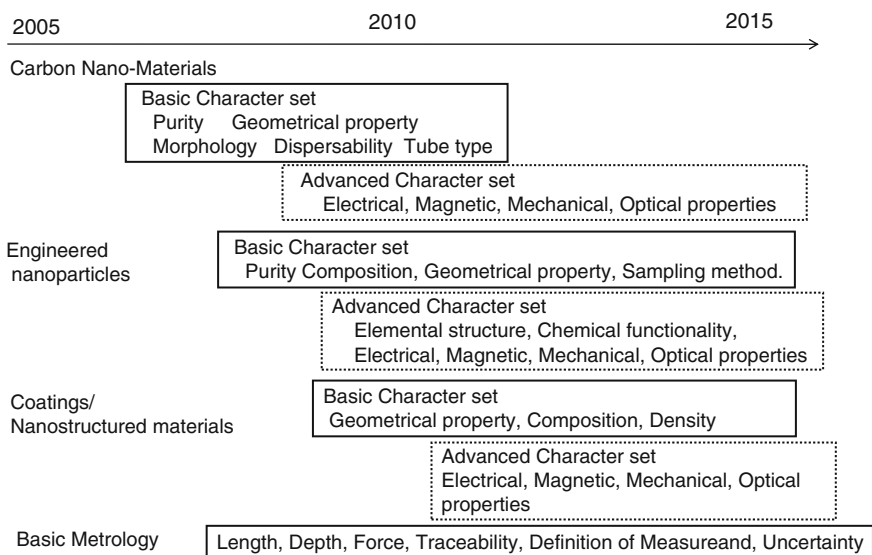 2005 2010 2015
Carbon Nano-Materials
Basic Character set
Purity Geometrical property
Morphology Dispersability Tube type
Advanced Character set
Electrical, Magnetic, Mechanical, Optical properties
Engineered
nanoparticles
Basic Character set
Purity Composition, Geometrical property, Sampling method.
Advanced Character set
Elemental structure, Chemical functionality,
Electrical, Magnetic, Mechanical, Optical properties
Coatings/
Nanostructured materials
Basic Character set
Geometrical property, Composition, Density
Advanced Character set
Electrical, Magnetic, Mechanical, Optical
properties
Basic Metrology
Length, Depth, Force, Traceability, Definition of Measureand, Uncertainty